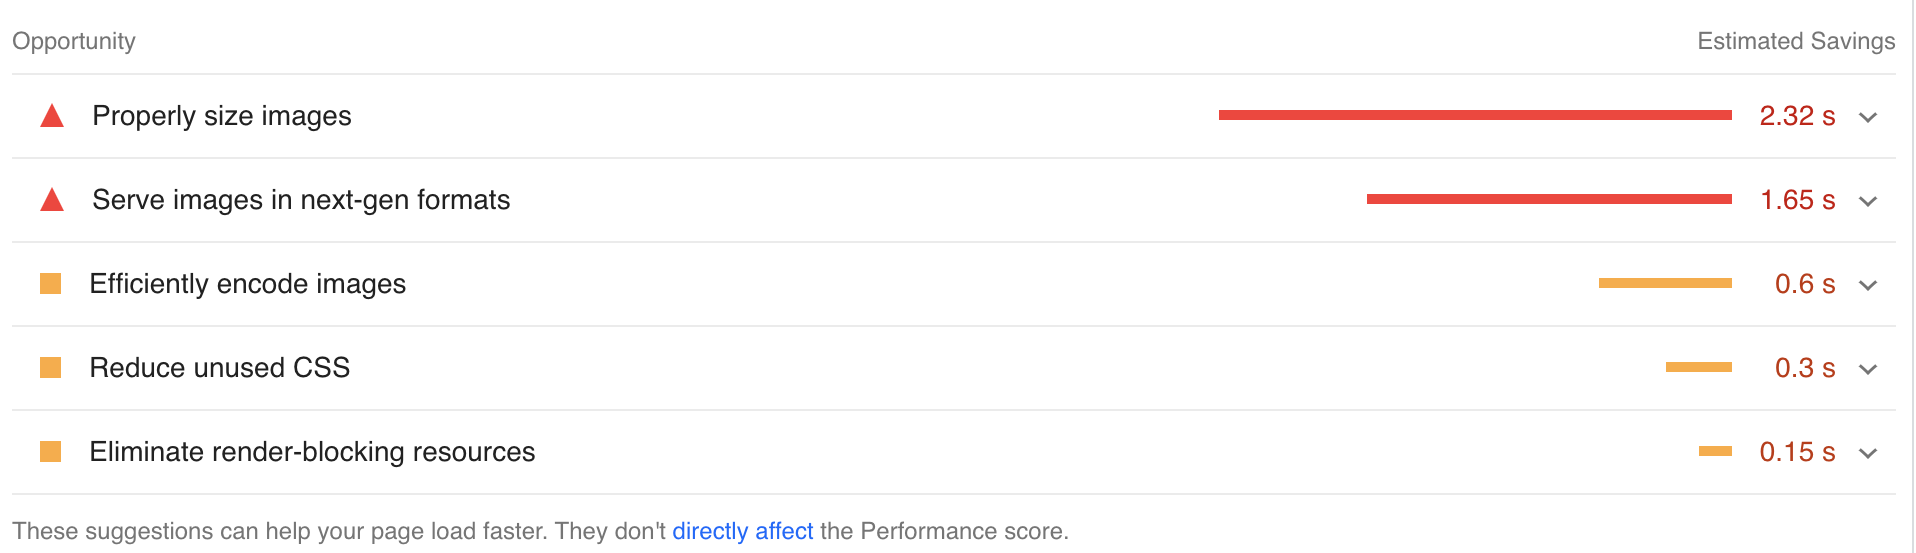 Opportunity Estimated Savings
Properly size images 2.32 s
Serve images in next-gen formats 1.65 s
Efficiently encode images 0.6 s
Reduce unused CSS 0.3 s
Eliminate render-blocking resources 0.15 s
These suggestions can help your page load faster. They don't directly affect the Performance score.